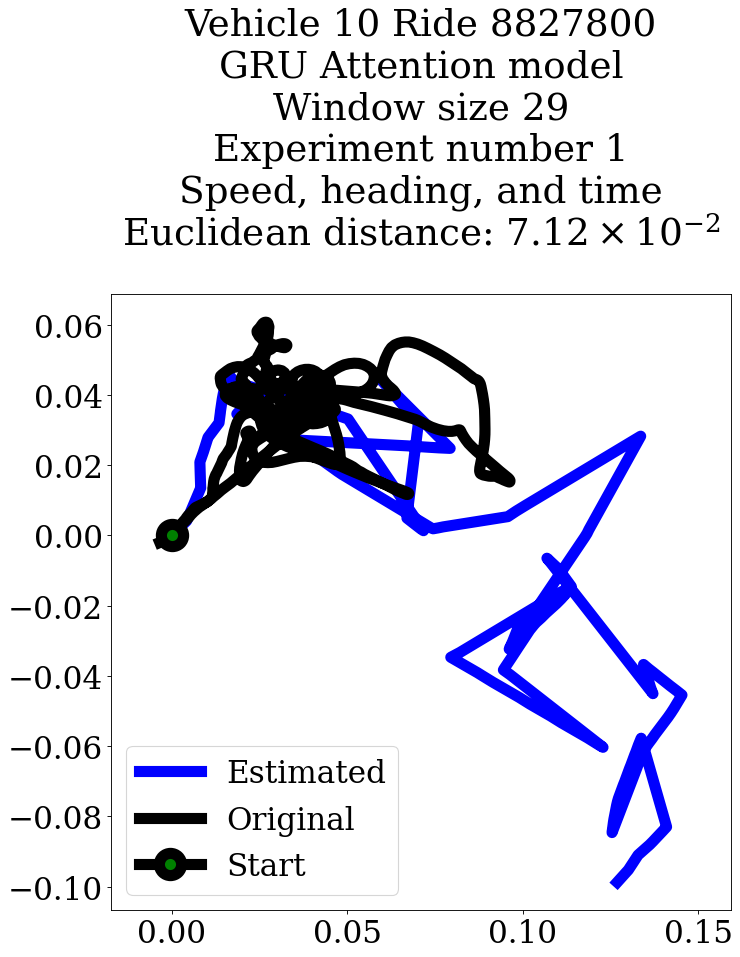 Vehicle 10 Ride 8827800
GRU Attention model
Window size 29
Experiment number 1
Speed, heading, and time
Euclidean distance: 7.12 × 10⁻²
0.06
0.04
0.02
0.00
−0.02
−0.04
−0.06
−0.08
−0.10
Estimated
Original
Start
0.00 0.05 0.10 0.15